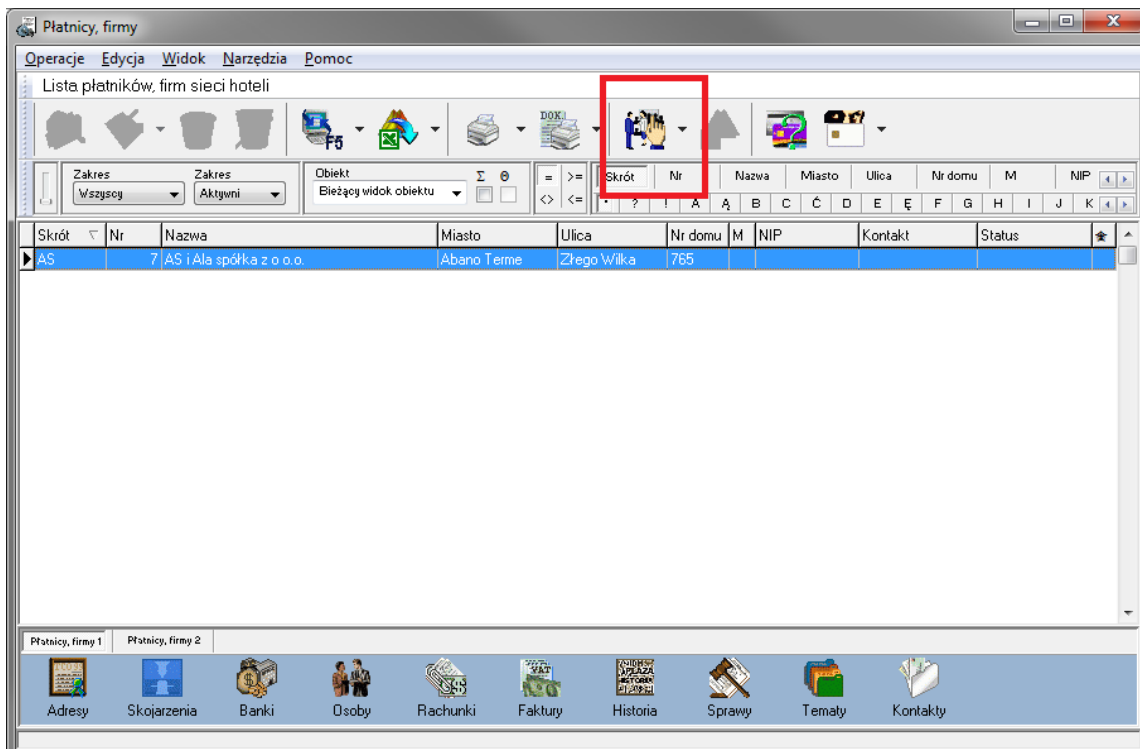 Płatnicy, firmy
Operacje Edycja Widok Narzędzia Pomoc
Lista płatników, firm sieci hoteli
F5 DOK.
Zakres Zakres Obiekt Σ Θ = >= Skrót Nr Nazwa Miasto Ulica Nr domu M NIP
Wszyscy Aktywni Bieżący widok obiektu <> <= * ? ! A Ą B C Ć D E Ę F G H I J K
Skrót Nr Nazwa Miasto Ulica Nr domu M NIP Kontakt Status
AS 7 AS i Ala spółka z o o.o. Abano Terme Złego Wilka 765
Płatnicy, firmy 1 Płatnicy, firmy 2
VAT
Adresy Skojarzenia Banki Osoby Rachunki Faktury Historia Sprawy Tematy Kontakty